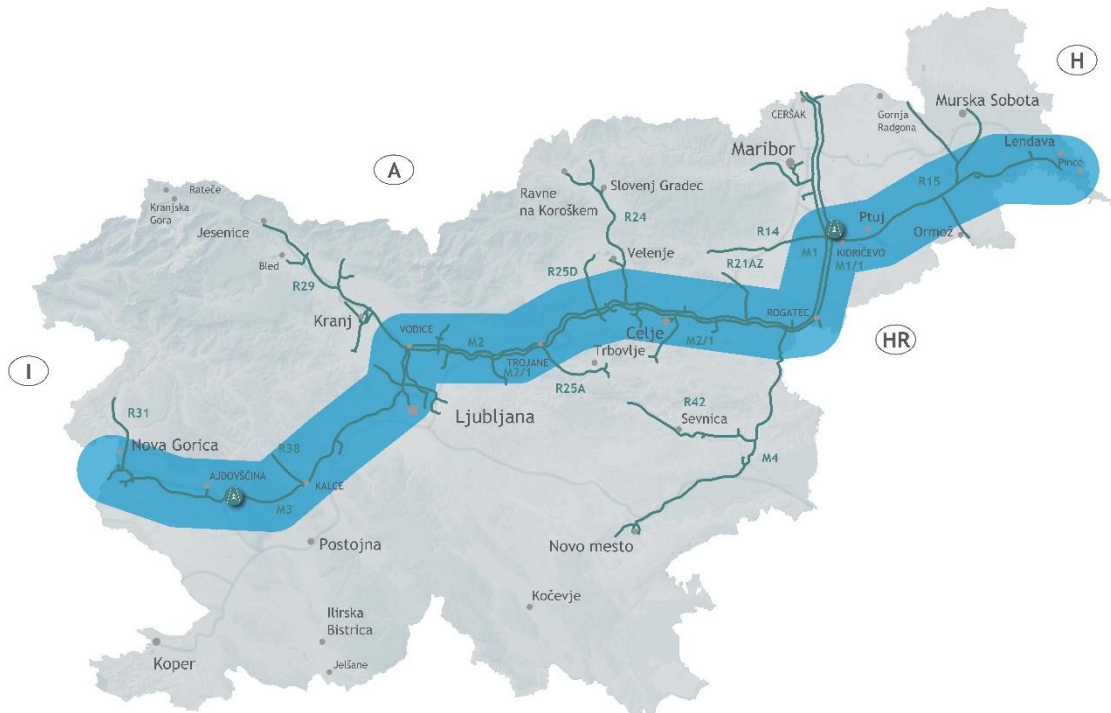 H
CERŠAK
Gornja
Radgona
Murska Sobota
Lendava
Pince
A
Maribor
Rateče
Kranjska
Gora
Ravne
na Koroškem
Slovenj Gradec
R24
R15
Jesenice
Bled
R29
Velenje
R14
Ptuj
Ormož
M1
KIDRIČEVO
M1/1
R25D
R21AZ
Kranj
VODICE
M2
M2/1
TROJANE
Celje
M2/1
ROGATEC
Trbovlje
HR
I
R25A
R31
Ljubljana
R42
Sevnica
Nova Gorica
R38
AJDOVŠČINA
KALCE
M3
M4
Postojna
Novo mesto
Kočevje
Ilirska
Bistrica
Koper
Jelšane